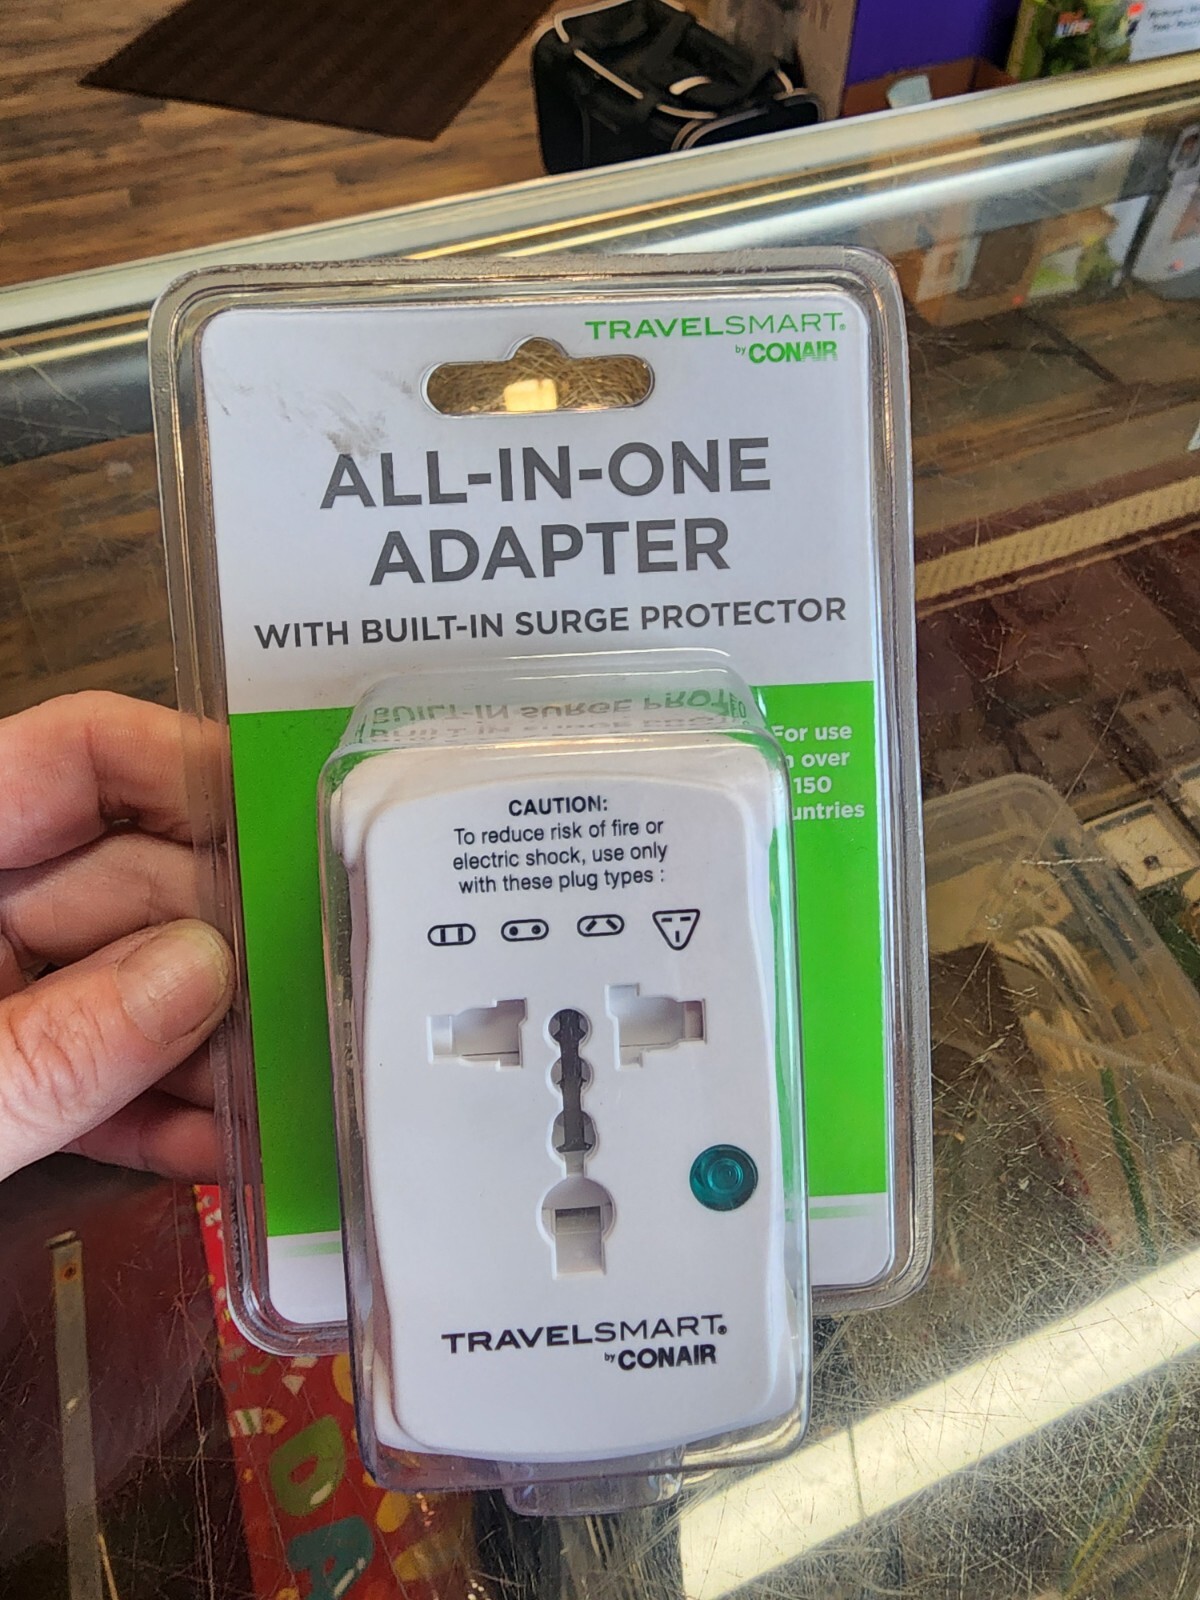 TRAVELSMART®
by CONAIR
ALL-IN-ONE
ADAPTER
WITH BUILT-IN SURGE PROTECTOR
For use
over
150
untries
CAUTION:
To reduce risk of fire or
electric shock, use only
with these plug types :
TRAVELSMART®
by CONAIR